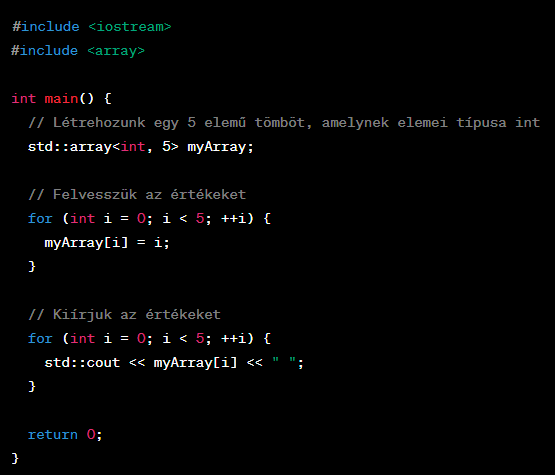 #include <iostream>
#include <array>

int main() {
  // Létrehozunk egy 5 elemű tömböt, amelynek elemei típusa int
  std::array<int, 5> myArray;

  // Felvesszük az értékeket
  for (int i = 0; i < 5; ++i) {
    myArray[i] = i;
  }

  // Kiírjuk az értékeket
  for (int i = 0; i < 5; ++i) {
    std::cout << myArray[i] << " ";
  }

  return 0;
}